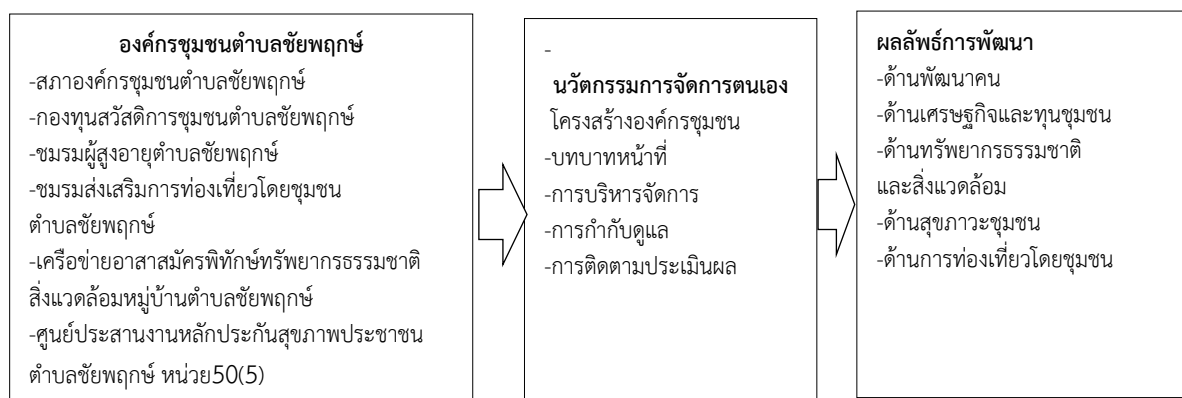 องค์กรชุมชนตำบลชัยพฤกษ์
-สภาองค์กรชุมชนตำบลชัยพฤกษ์
-กองทุนสวัสดิการชุมชนตำบลชัยพฤกษ์
-ชมรมผู้สูงอายุตำบลชัยพฤกษ์
-ชมรมส่งเสริมการท่องเที่ยวโดยชุมชน
ตำบลชัยพฤกษ์
-เครือข่ายอาสาสมัครพิทักษ์ทรัพยากรธรรมชาติ
สิ่งแวดล้อมหมู่บ้านตำบลชัยพฤกษ์
-ศูนย์ประสานงานหลักประกันสุขภาพประชาชน
ตำบลชัยพฤกษ์ หน่วย50(5)
-
นวัตกรรมการจัดการตนเอง
โครงสร้างองค์กรชุมชน
-บทบาทหน้าที่
-การบริหารจัดการ
-การกำกับดูแล
-การติดตามประเมินผล
ผลลัพธ์การพัฒนา
-ด้านพัฒนาคน
-ด้านเศรษฐกิจและทุนชุมชน
-ด้านทรัพยากรธรรมชาติ
และสิ่งแวดล้อม
-ด้านสุขภาวะชุมชน
-ด้านการท่องเที่ยวโดยชุมชน